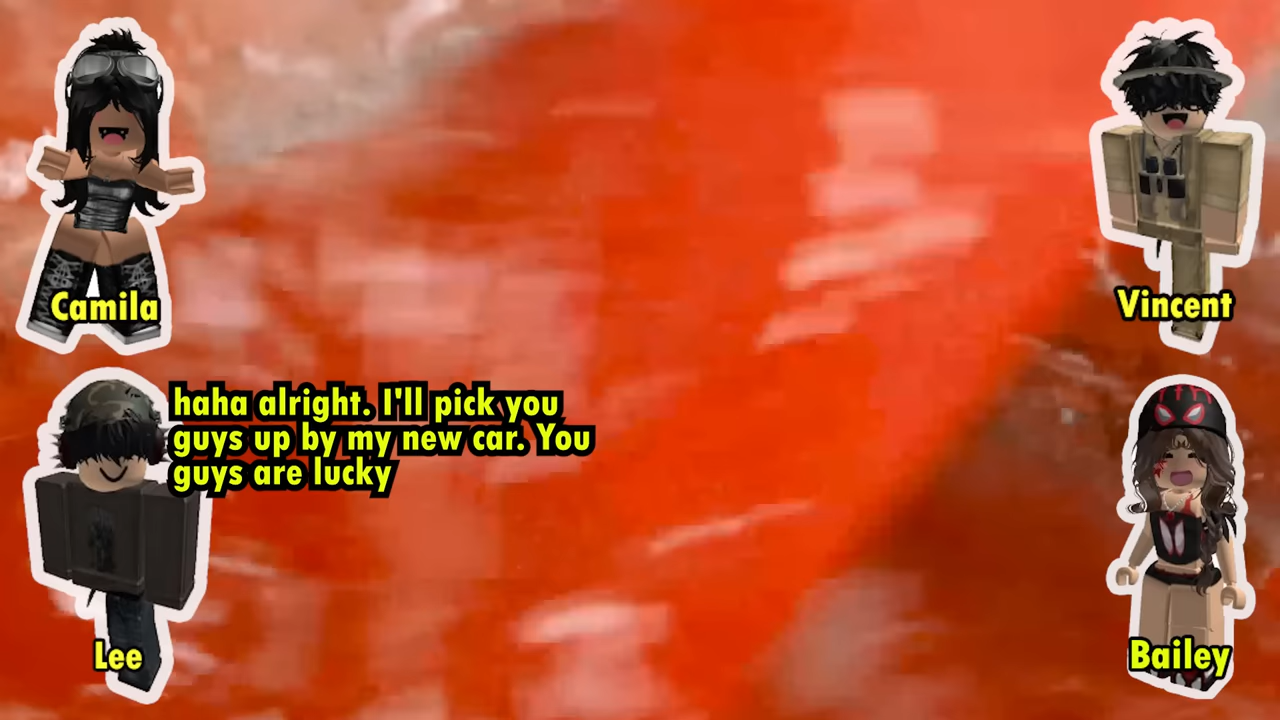 Camila
Vincent
haha alright. I'll pick you
guys up by my new car. You
guys are lucky
Lee
Bailey